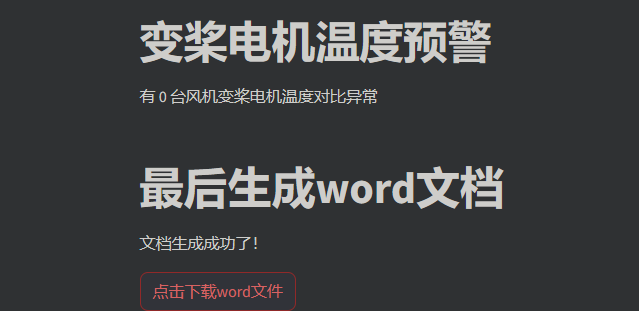 变桨电机温度预警
有 0 台风机变桨电机温度对比异常
最后生成word文档
文档生成成功了！
点击下载word文件